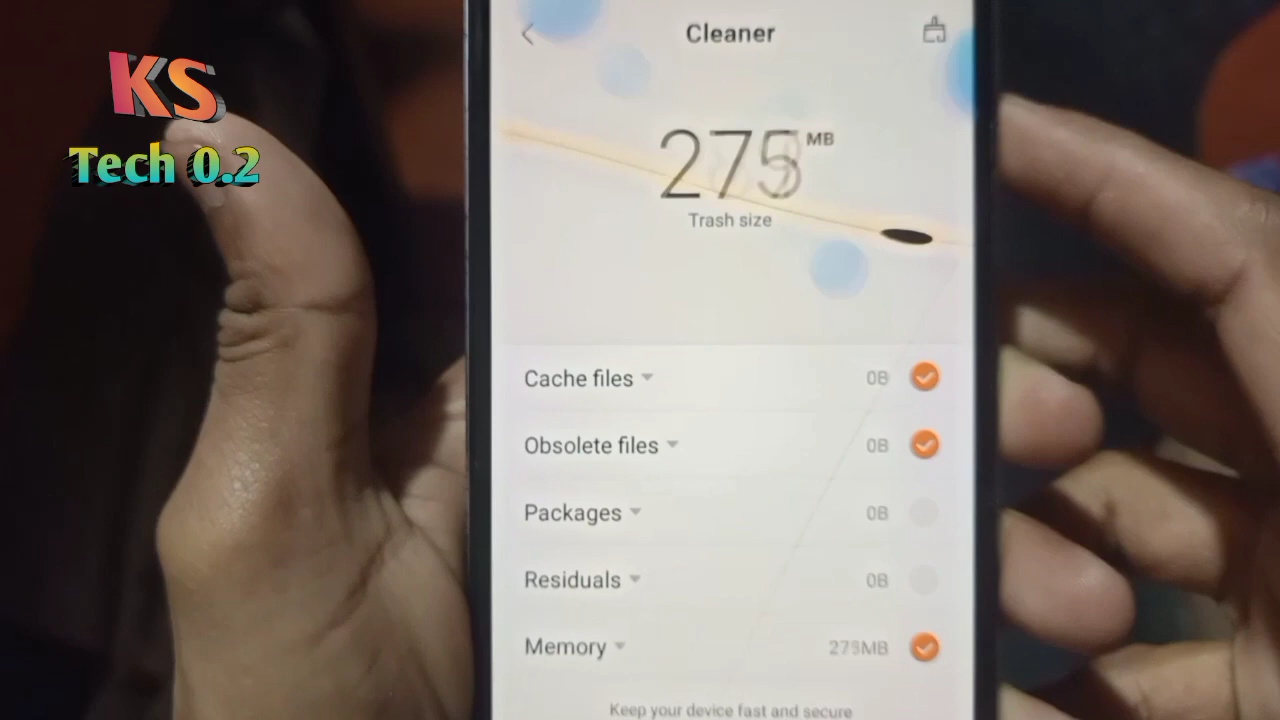 KS
Tech 0.2
Cleaner
MB
Trash size
Cache files 0B
Obsolete files 0B
Packages 0B
Residuals 0B
Memory
Keep your device fast and secure